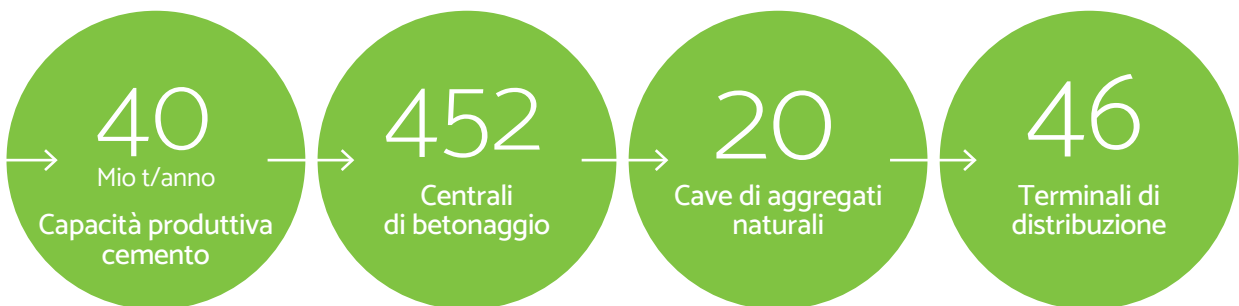 40
Mio t/anno
Capacità produttiva
cemento
452
Centrali
di betonaggio
20
Cave di aggregati
naturali
46
Terminali di
distribuzione